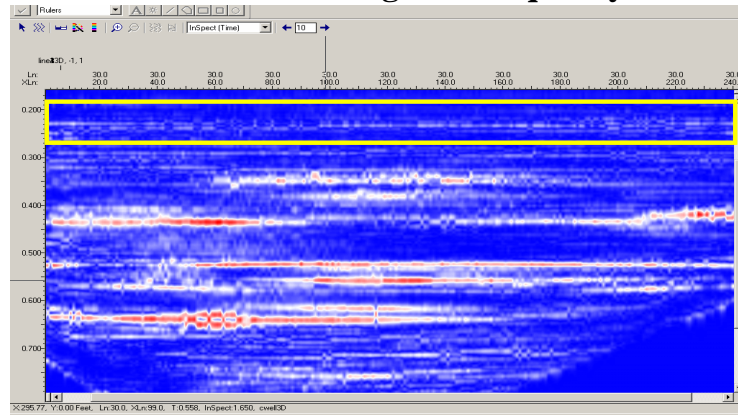 Rulers
InSpect (Time) 10
line 3D, -1, 1
Ln: 30.0 30.0 30.0 30.0 30.0 30.0 30.0 30.0 30.0 30.0 30.0 30.0
XLn: 20.0 40.0 60.0 80.0 100.0 120.0 140.0 160.0 180.0 200.0 220.0 240.
0.200
0.300
0.400
0.500
0.600
0.700
X:295.77, Y:0.00 Feet, Ln:30.0, XLn:99.0, T:0.558, InSpect:1.650, cwell3D